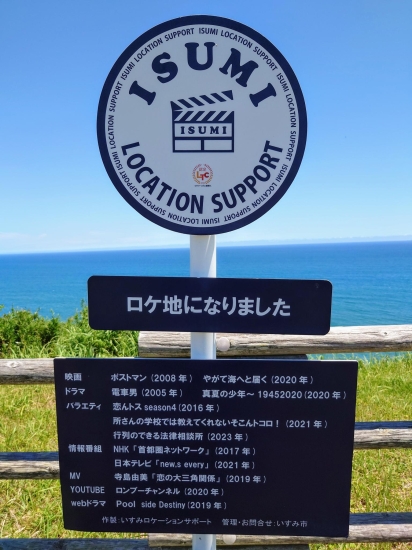 ISUMI LOCATION SUPPORT ISUMI LOCATION SUPPORT ISUMI LOCATION SUPPORT ISUMI LOCATION SUPPORT
ISUMI
ISUMI
LTC
LOCATION SUPPORT
ロケ地になりました
映画 ポストマン(2008年) やがて海へと届く(2020年)
ドラマ 電車男(2005年) 真夏の少年~19452020(2020年)
バラエティ 恋んトス season4(2016年)
所さんの学校では教えてくれないそこんトコロ!(2021年)
行列のできる法律相談所(2023年)
情報番組 NHK「首都圏ネットワーク」(2017年)
日本テレビ「new.s every」(2021年)
MV 寺島由美「恋の大三角関係」(2019年)
YOUTUBE ロンブーチャンネル(2020年)
webドラマ Pool side Destiny(2019年)
作製:いすみロケーションサポート 管理・お問合せ:いすみ市